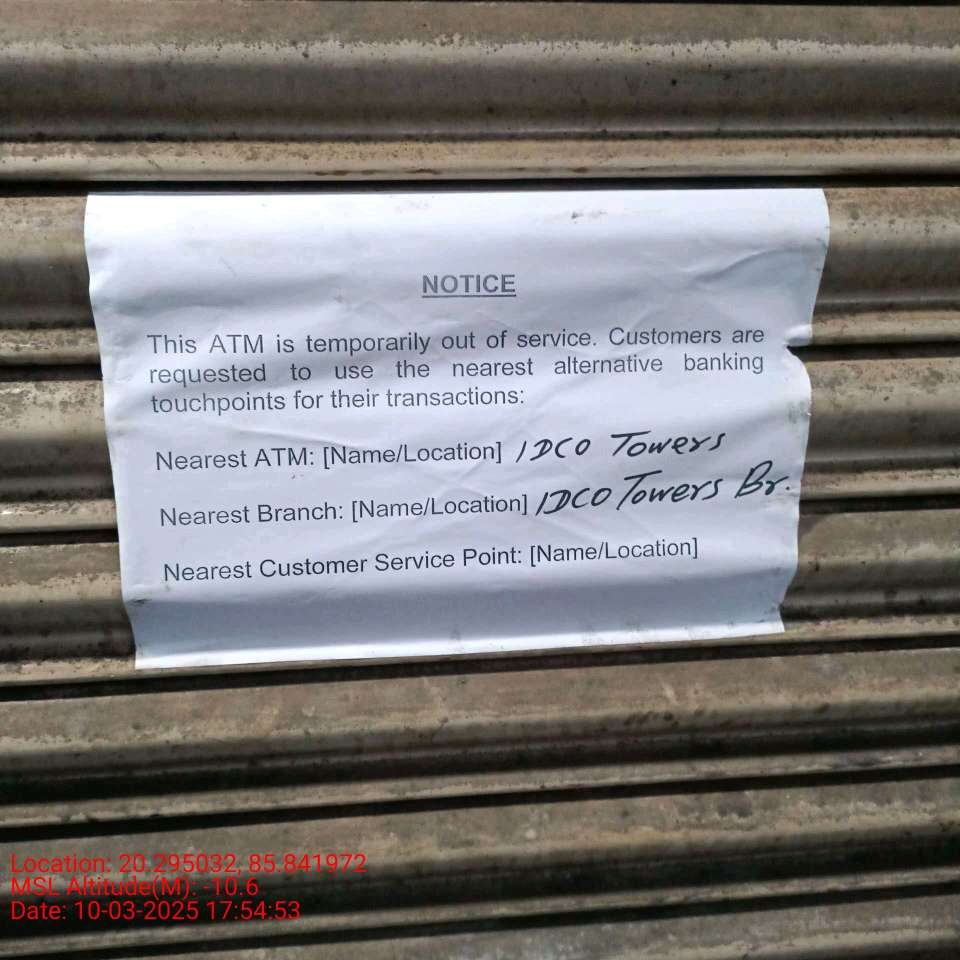 NOTICE
This ATM is temporarily out of service. Customers are
requested to use the nearest alternative banking
touchpoints for their transactions:
Nearest ATM: [Name/Location] IDCO Towers
Nearest Branch: [Name/Location] IDCO Towers Br.
Nearest Customer Service Point: [Name/Location]
Location: 20.295032, 85.841972
MSL Altitude(M): -10.6
Date: 10-03-2025 17:54:53